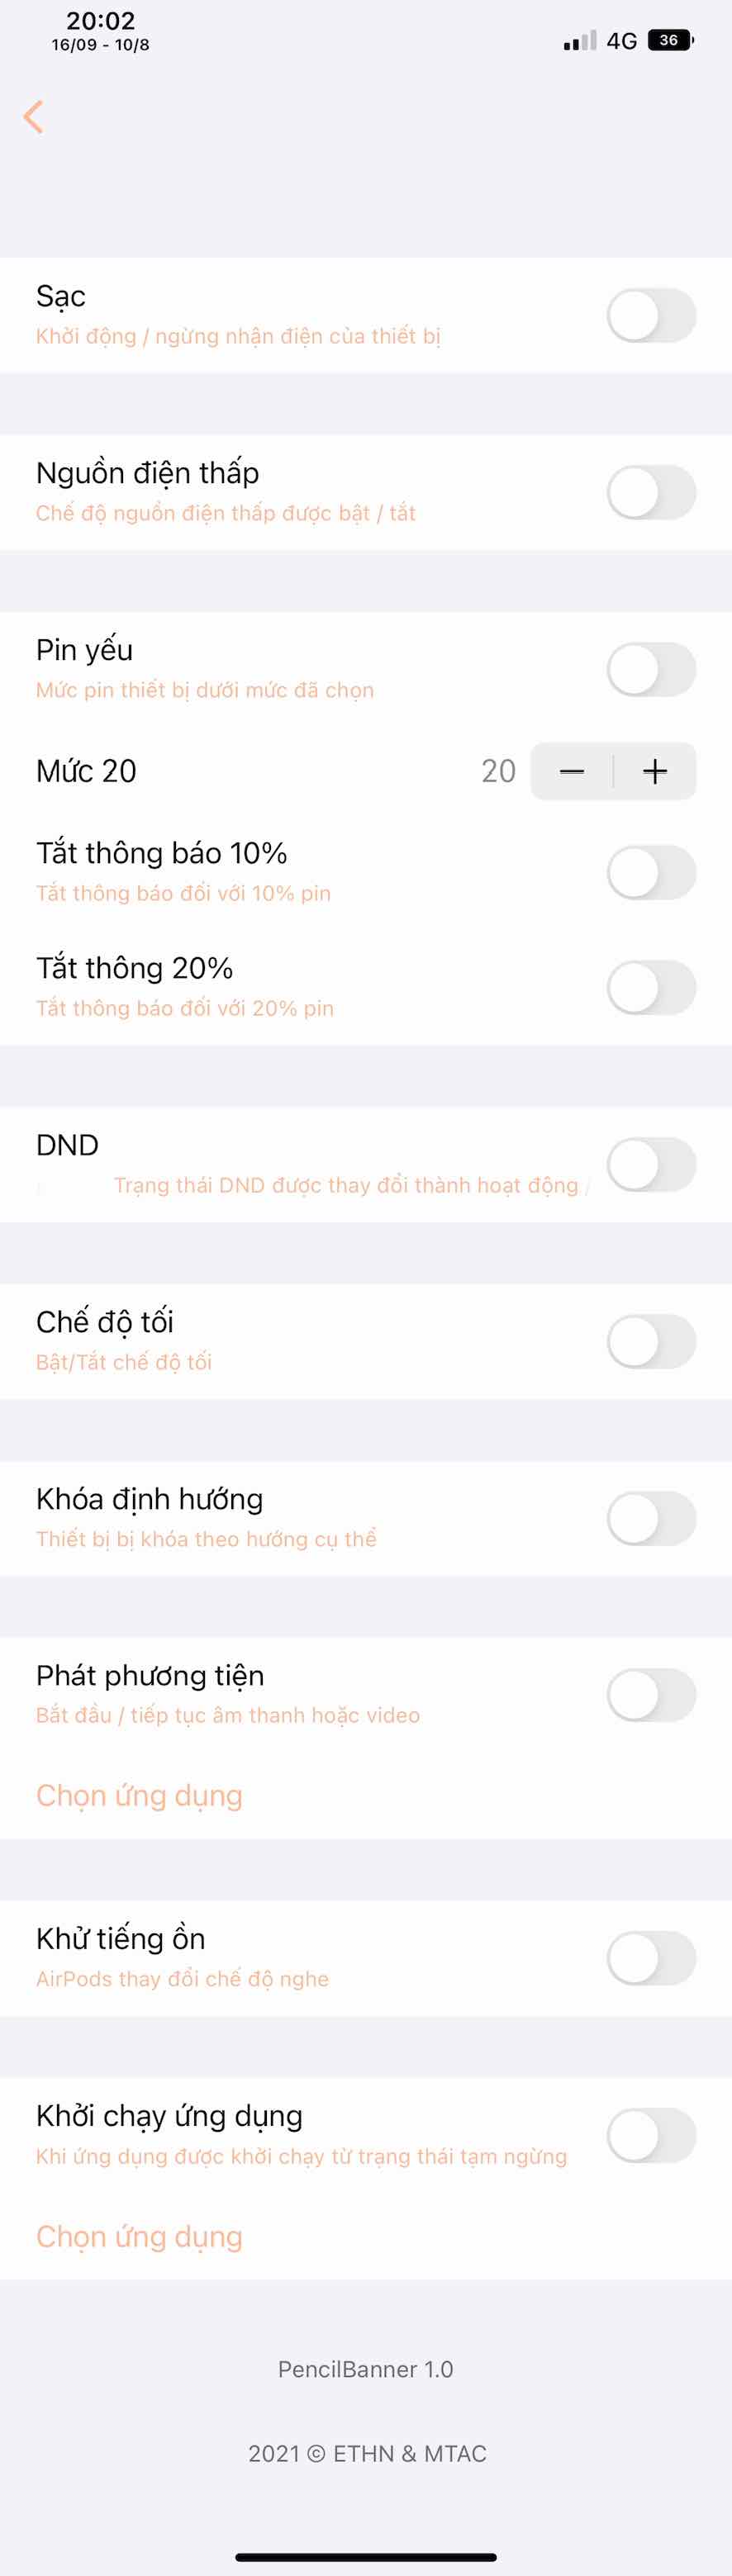 20:02
16/09 - 10/8
4G
36
Sạc
Khởi động / ngừng nhận điện của thiết bị
Nguồn điện thấp
Chế độ nguồn điện thấp được bật / tắt
Pin yếu
Mức pin thiết bị dưới mức đã chọn
Mức 20
20
Tắt thông báo 10%
Tắt thông báo đối với 10% pin
Tắt thông 20%
Tắt thông báo đối với 20% pin
DND
Trạng thái DND được thay đổi thành hoạt động /
Chế độ tối
Bật/Tắt chế độ tối
Khóa định hướng
Thiết bị bị khóa theo hướng cụ thể
Phát phương tiện
Bắt đầu / tiếp tục âm thanh hoặc video
Chọn ứng dụng
Khử tiếng ồn
AirPods thay đổi chế độ nghe
Khởi chạy ứng dụng
Khi ứng dụng được khởi chạy từ trạng thái tạm ngừng
Chọn ứng dụng
PencilBanner 1.0
2021 © ETHN & MTAC